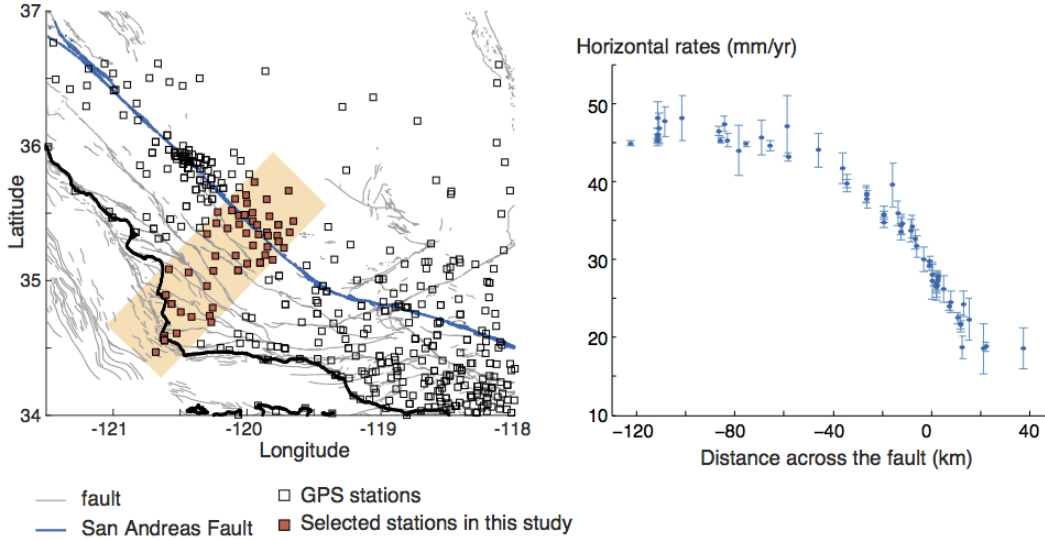 37
36
35
34
Latitude
-121
-120
-119
-118
Longitude
fault
San Andreas Fault
GPS stations
Selected stations in this study
Horizontal rates (mm/yr)
50
40
30
20
10
−120
−80
−40
0
40
Distance across the fault (km)